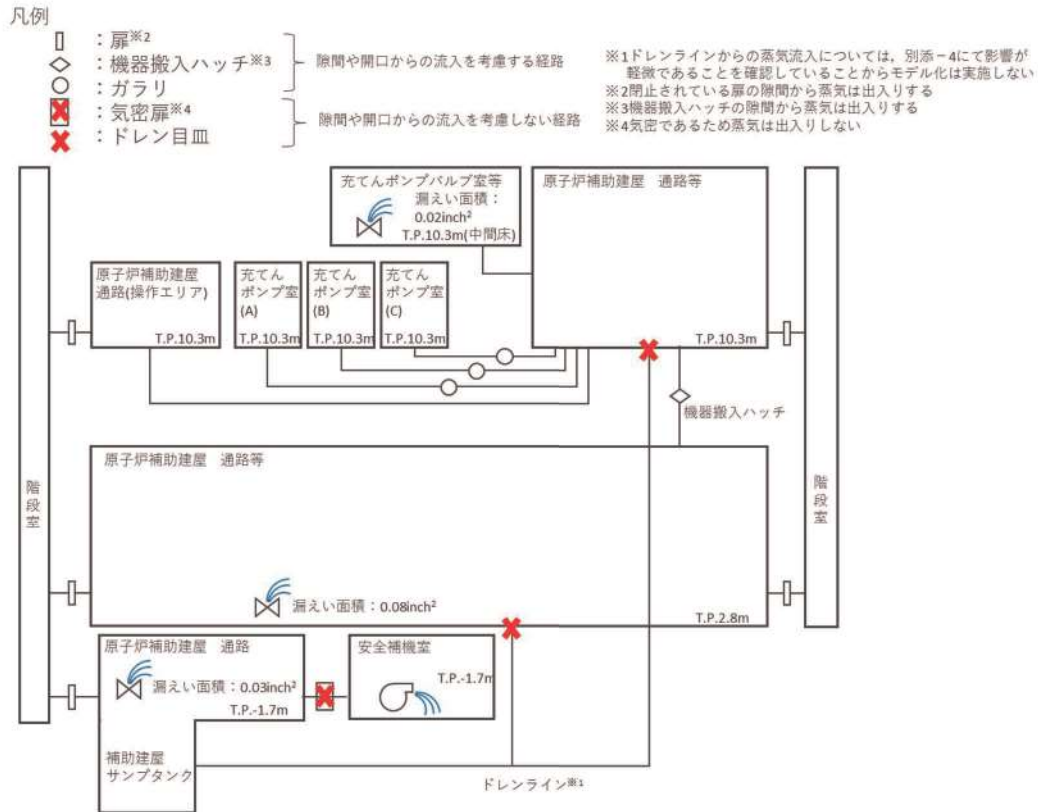 凡例
：扉※2
：機器搬入ハッチ※3
：ガラリ
隙間や開口からの流入を考慮する経路
：気密扉※4
：ドレン目皿
隙間や開口からの流入を考慮しない経路
※1ドレンラインからの蒸気流入については，別添－4にて影響が
軽微であることを確認していることからモデル化は実施しない
※2閉止されている扉の隙間から蒸気は出入りする
※3機器搬入ハッチの隙間から蒸気は出入りする
※4気密であるため蒸気は出入りしない
充てんポンプバルブ室等
漏えい面積：
0.02inch²
T.P.10.3m(中間床)
原子炉補助建屋　通路等
T.P.10.3m
原子炉補助建屋
通路(操作エリア)
T.P.10.3m
充てん
ポンプ室
(A)
T.P.10.3m
充てん
ポンプ室
(B)
T.P.10.3m
充てん
ポンプ室
(C)
T.P.10.3m
機器搬入ハッチ
原子炉補助建屋　通路等
漏えい面積：0.08inch²
T.P.2.8m
階段室
階段室
原子炉補助建屋　通路
漏えい面積：0.03inch²
T.P.-1.7m
補助建屋
サンプタンク
安全補機室
T.P.-1.7m
ドレンライン※1